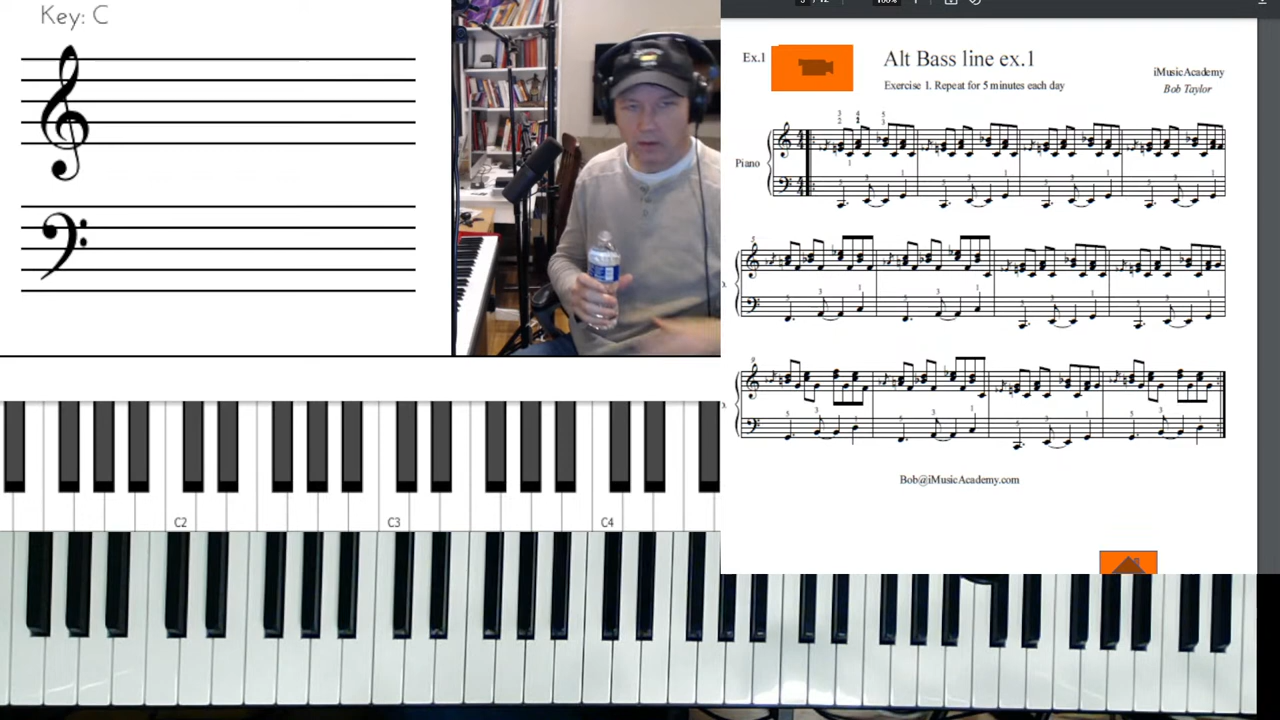 Key: C
100%
Ex.1
Alt Bass line ex.1
Exercise 1. Repeat for 5 minutes each day
iMusicAcademy
Bob Taylor
Piano
Bob@iMusicAcademy.com
C2
C3
C4